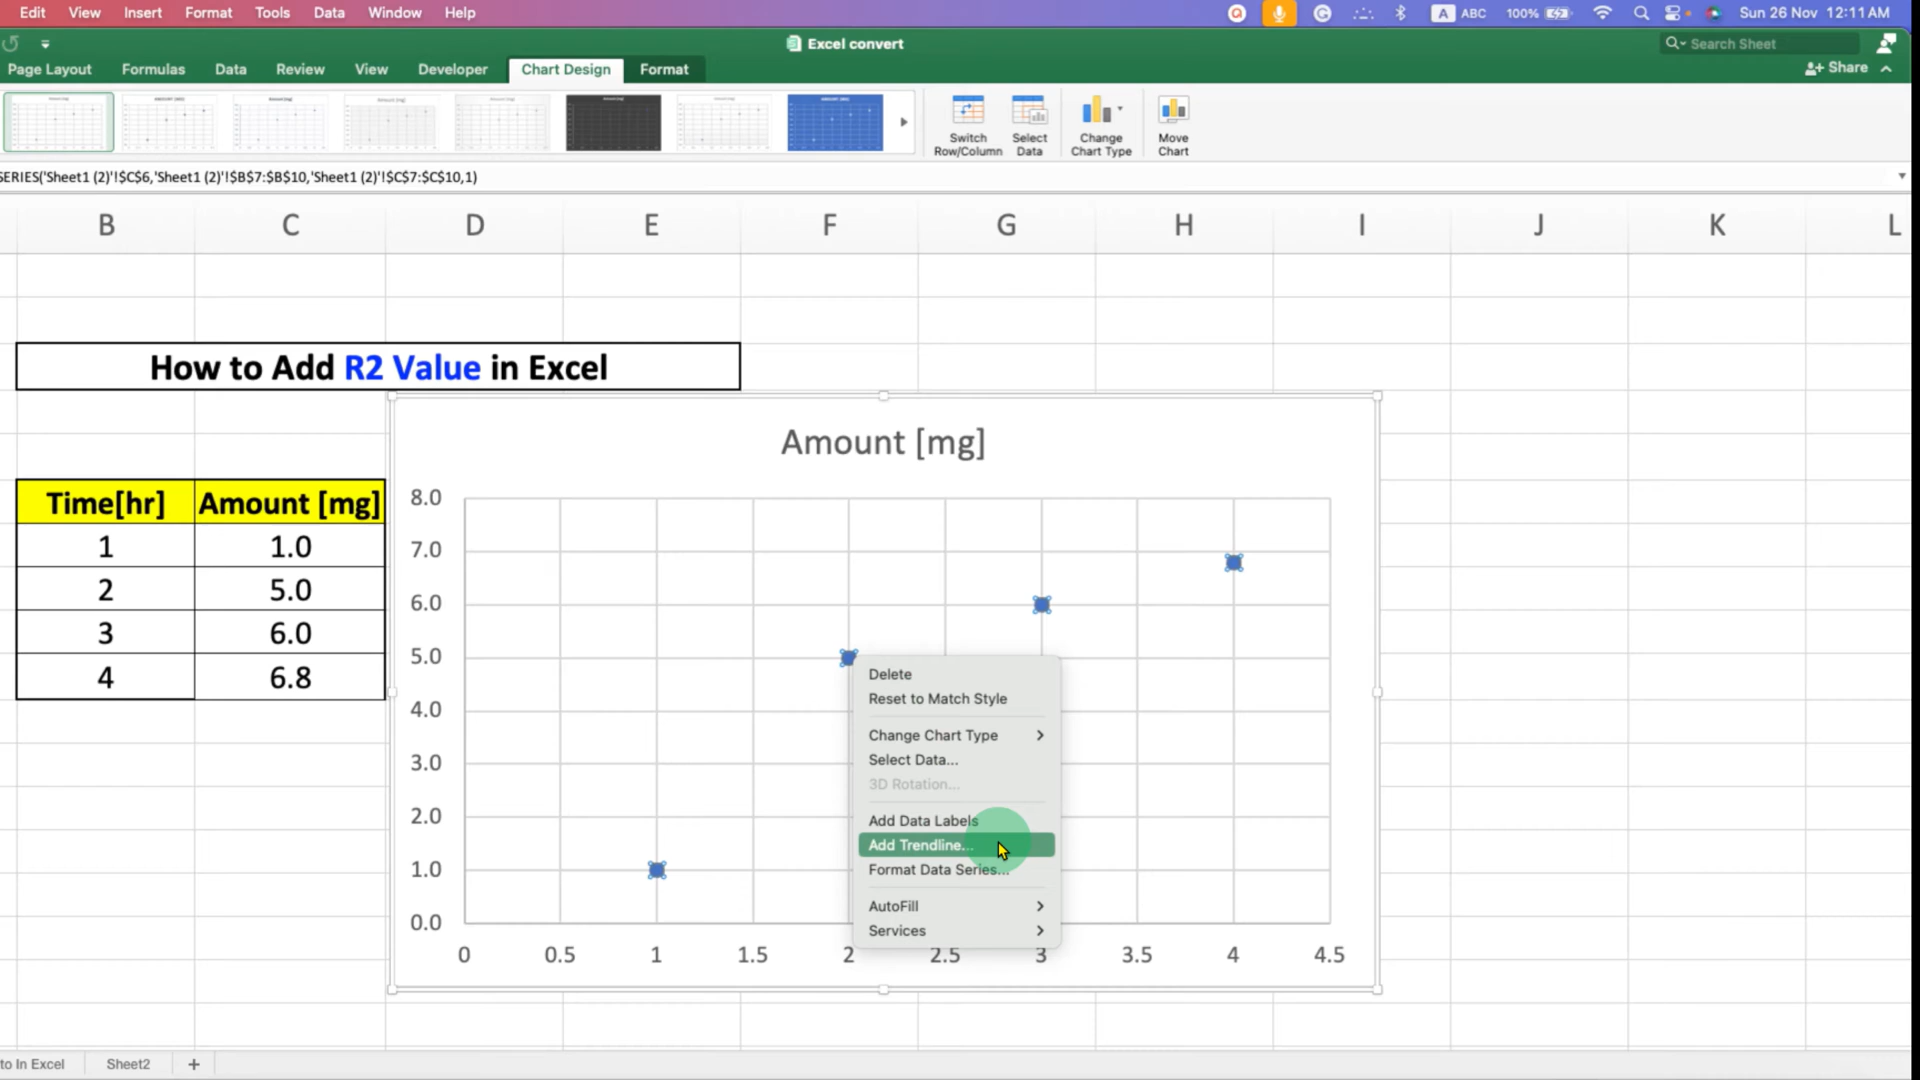 Edit View Insert Format Tools Data Window Help A ABC 100% Sun 26 Nov 12:11 AM
Excel convert Search Sheet
Page Layout Formulas Data Review View Developer Chart Design Format Share
Switch Row/Column
Select Data
Change Chart Type
Move Chart
SERIES('Sheet1 (2)'!$C$6,'Sheet1 (2)'!$B$7:$B$10,'Sheet1 (2)'!$C$7:$C$10,1)
B C D E F G H I J K L
How to Add R2 Value in Excel
Time[hr] Amount [mg]
1 1.0
2 5.0
3 6.0
4 6.8
Amount [mg]
8.0
7.0
6.0
5.0
4.0
3.0
2.0
1.0
0.0
0 0.5 1 1.5 2 2.5 3 3.5 4 4.5
Delete
Reset to Match Style
Change Chart Type
Select Data...
3D Rotation...
Add Data Labels
Add Trendline...
Format Data Series...
AutoFill
Services
to In Excel Sheet2 +